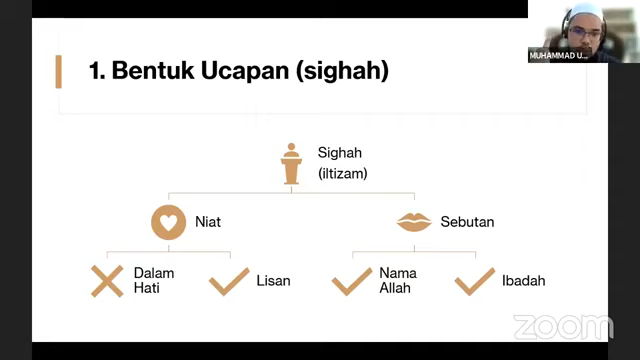 MUHAMMAD U...
1. Bentuk Ucapan (sighah)
Sighah
(iltizam)
Niat
Sebutan
Dalam
Hati
Lisan
Nama
Allah
Ibadah
zoom